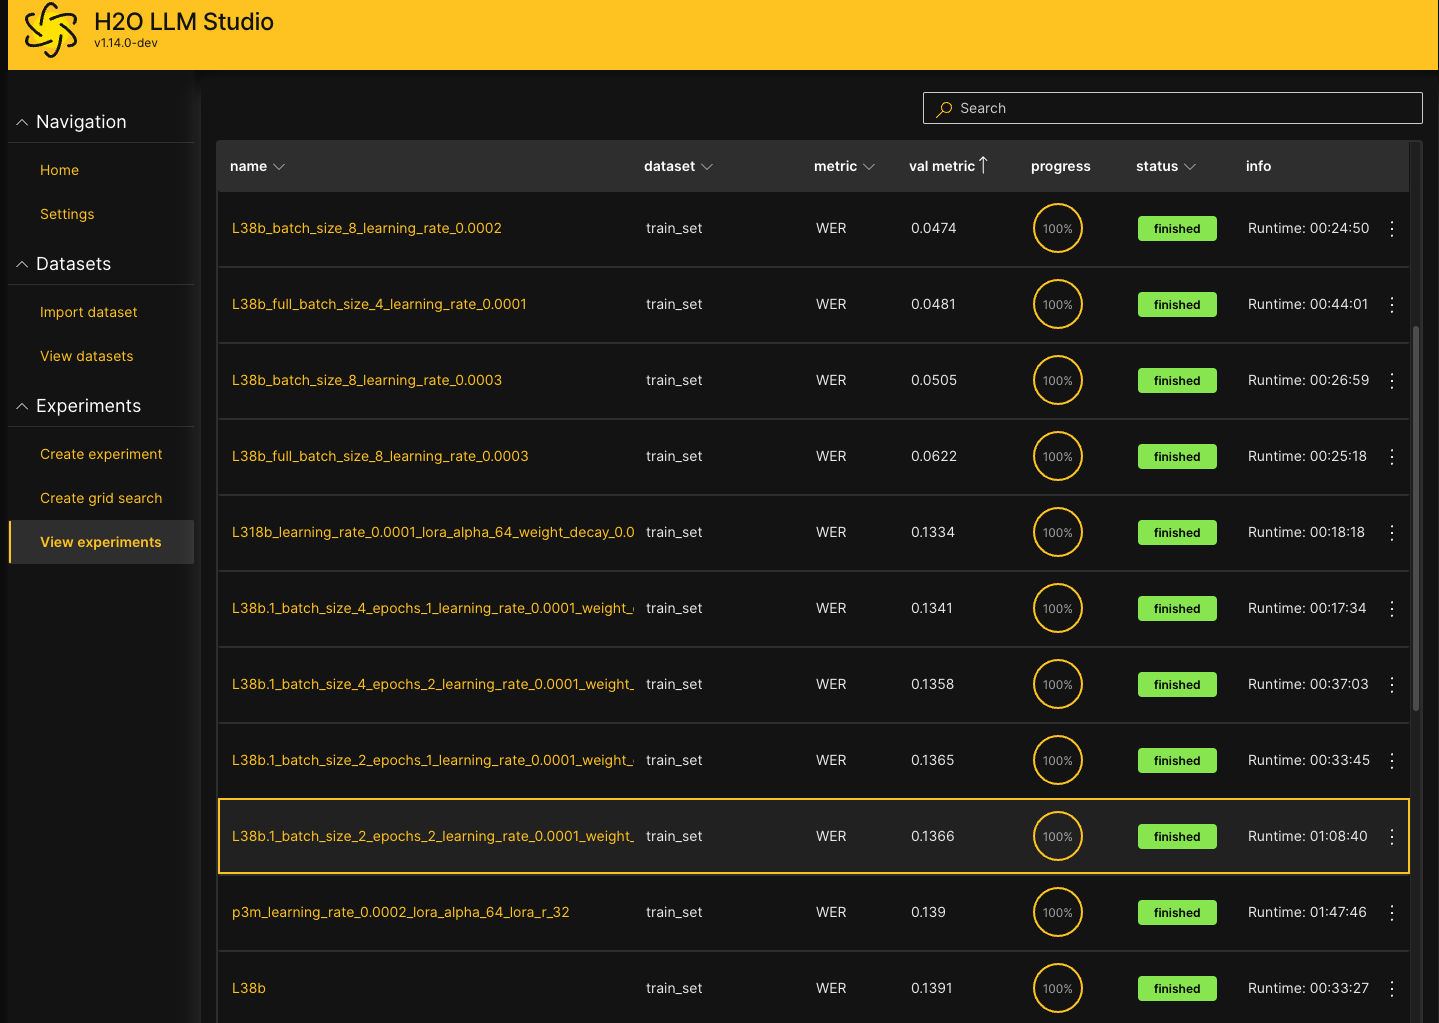 H2O LLM Studio
v1.14.0-dev
Search
Navigation
Home
Settings
Datasets
Import dataset
View datasets
Experiments
Create experiment
Create grid search
View experiments
name dataset metric val metric progress status info
L38b_batch_size_8_learning_rate_0.0002 train_set WER 0.0474 100% finished Runtime: 00:24:50
L38b_full_batch_size_4_learning_rate_0.0001 train_set WER 0.0481 100% finished Runtime: 00:44:01
L38b_batch_size_8_learning_rate_0.0003 train_set WER 0.0505 100% finished Runtime: 00:26:59
L38b_full_batch_size_8_learning_rate_0.0003 train_set WER 0.0622 100% finished Runtime: 00:25:18
L318b_learning_rate_0.0001_lora_alpha_64_weight_decay_0.0 train_set WER 0.1334 100% finished Runtime: 00:18:18
L38b.1_batch_size_4_epochs_1_learning_rate_0.0001_weight_ train_set WER 0.1341 100% finished Runtime: 00:17:34
L38b.1_batch_size_4_epochs_2_learning_rate_0.0001_weight_ train_set WER 0.1358 100% finished Runtime: 00:37:03
L38b.1_batch_size_2_epochs_1_learning_rate_0.0001_weight_ train_set WER 0.1365 100% finished Runtime: 00:33:45
L38b.1_batch_size_2_epochs_2_learning_rate_0.0001_weight_ train_set WER 0.1366 100% finished Runtime: 01:08:40
p3m_learning_rate_0.0002_lora_alpha_64_lora_r_32 train_set WER 0.139 100% finished Runtime: 01:47:46
L38b train_set WER 0.1391 100% finished Runtime: 00:33:27